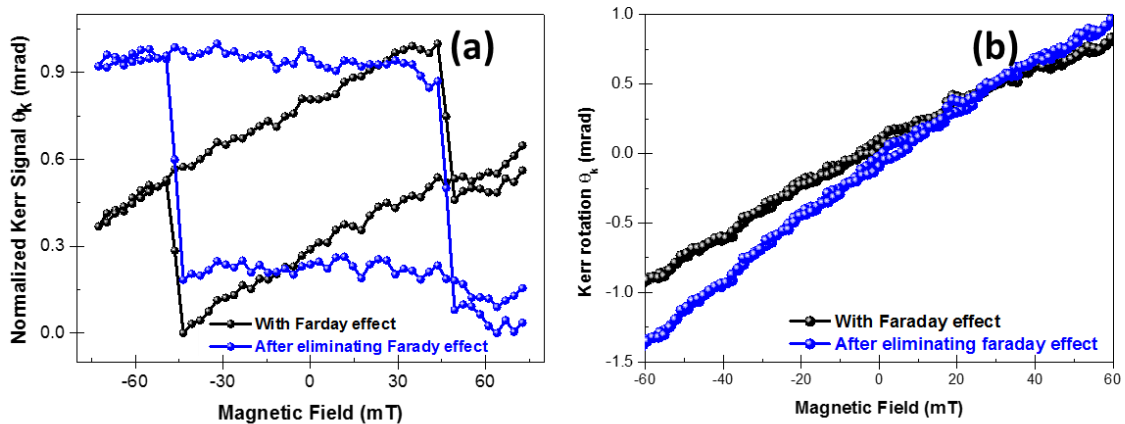 (a)
Normalized Kerr Signal θk (mrad)
0.9
0.6
0.3
0.0
With Farday effect
After eliminating Farady effect
-60 -30 0 30 60
Magnetic Field (mT)
(b)
Kerr rotation θk (mrad)
1.0
0.5
0.0
-0.5
-1.0
-1.5
With Faraday effect
After eliminating faraday effect
-60 -40 -20 0 20 40 60
Magnetic Field (mT)